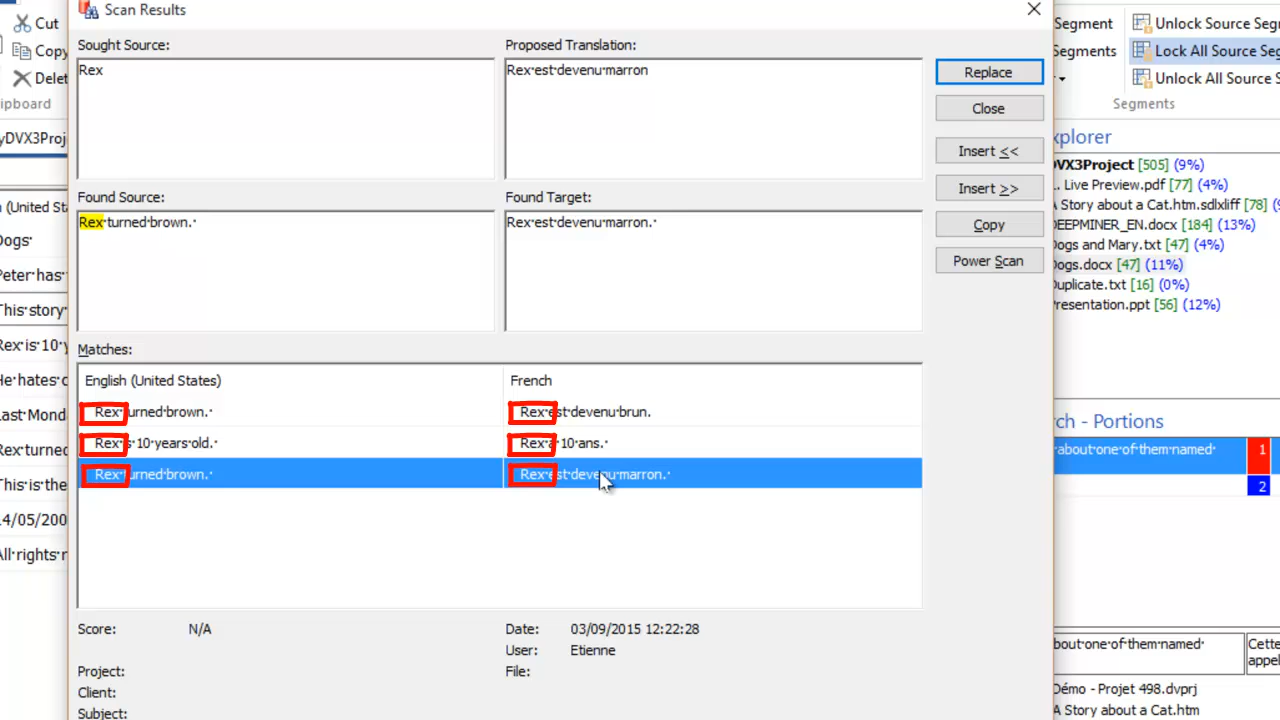 Cut
Copy
Delet
ipboard
Scan Results
Sought Source:
Proposed Translation:
Rex
Rex est devenu marron
Replace
Close
Insert <<
Insert >>
Copy
Power Scan
Found Source:
Found Target:
Rex·turned·brown.·
Rex·est·devenu·marron.·
Matches:
English (United States)
French
Rex·turned·brown.·
Rex·est·devenu·brun.
Rex·is·10·years·old.·
Rex·a·10·ans.·
Rex·turned·brown.·
Rex·est·devenu·marron.·
Score:
N/A
Date:
03/09/2015 12:22:28
User:
Etienne
Project:
File:
Client:
Subject:
yDVX3Proj
(United Sta
Dogs·
Peter·has·
This·story·
Rex·is·10·y
He·hates·
Last·Mond
Rex·turned
This·is·the
14/05/200
All·rights·r
Segment
Unlock Source Seg
Segments
Lock All Source Seg
Unlock All Source S
Segments
xplorer
DVX3Project [505] (9%)
. Live Preview.pdf [77] (4%)
A Story about a Cat.htm.sdlxliff [78] (9
DEEPMINER_EN.docx [184] (13%)
Dogs and Mary.txt [47] (4%)
Dogs.docx [47] (11%)
Duplicate.txt [16] (0%)
Presentation.ppt [56] (12%)
rch - Portions
about·one·of·them·named·
1
2
bout·one·of·them·named·
Cette
appel
Démo - Projet 498.dvprj
A Story about a Cat.htm